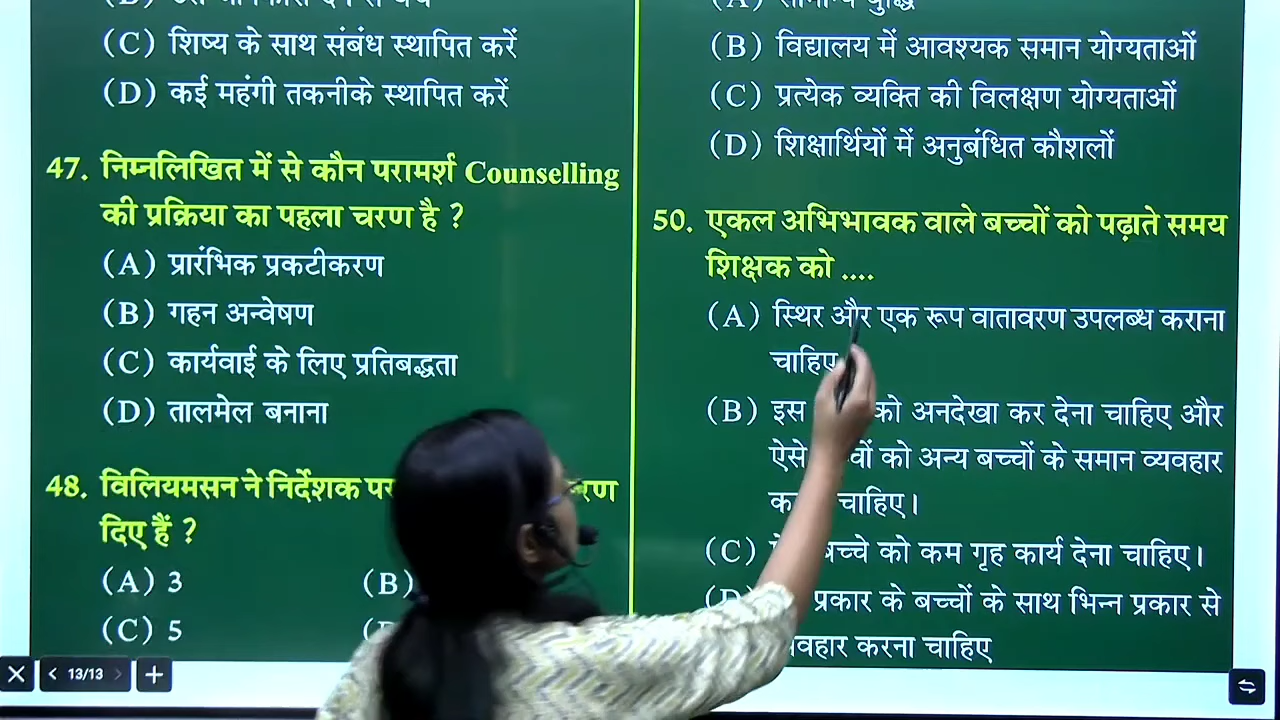 (C) शिष्य के साथ संबंध स्थापित करें
(D) कई महंगी तकनीके स्थापित करें
47. निम्नलिखित में से कौन परामर्श Counselling
की प्रक्रिया का पहला चरण है ?
(A) प्रारंभिक प्रकटीकरण
(B) गहन अन्वेषण
(C) कार्यवाई के लिए प्रतिबद्धता
(D) तालमेल बनाना
48. विलियमसन ने निर्देशक
दिए हैं ?
(A) 3
(B)
(C) 5
(B) विद्यालय में आवश्यक समान योग्यताओं
(C) प्रत्येक व्यक्ति की विलक्षण योग्यताओं
(D) शिक्षार्थियों में अनुबंधित कौशलों
50. एकल अभिभावक वाले बच्चों को पढ़ाते समय
शिक्षक को ....
(A) स्थिर और एक रूप वातावरण उपलब्ध कराना
चाहिए
(B) इस को अनदेखा कर देना चाहिए और
ऐसे को अन्य बच्चों के समान व्यवहार
चाहिए।
(C) बच्चे को कम गृह कार्य देना चाहिए।
प्रकार के बच्चों के साथ भिन्न प्रकार से
करना चाहिए
13/13